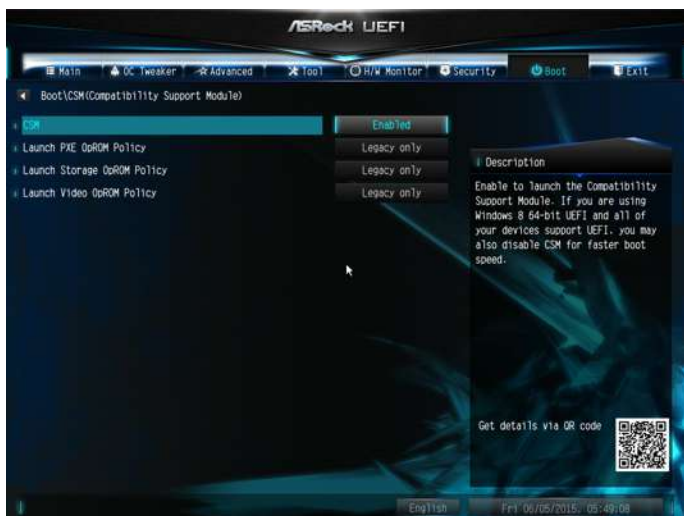 ASRock UEFI
Main OC Tweaker Advanced Tool H/W Monitor Security Boot Exit
Boot\CSM(Compatibility Support Module)
CSM Enabled
Launch PXE OpROM Policy Legacy only
Launch Storage OpROM Policy Legacy only
Launch Video OpROM Policy Legacy only
Description
Enable to launch the Compatibility
Support Module. If you are using
Windows 8 64-bit UEFI and all of
your devices support UEFI, you may
also disable CSM for faster boot
speed.
Get details via QR code
English Fri 06/05/2015, 05:49:08